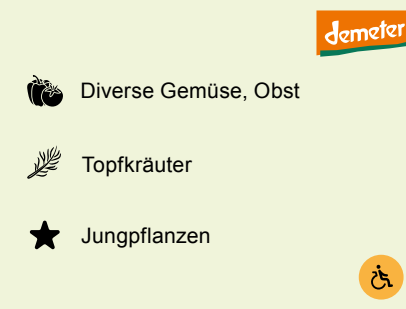 demeter
Diverse Gemüse, Obst
Topfkräuter
Jungpflanzen